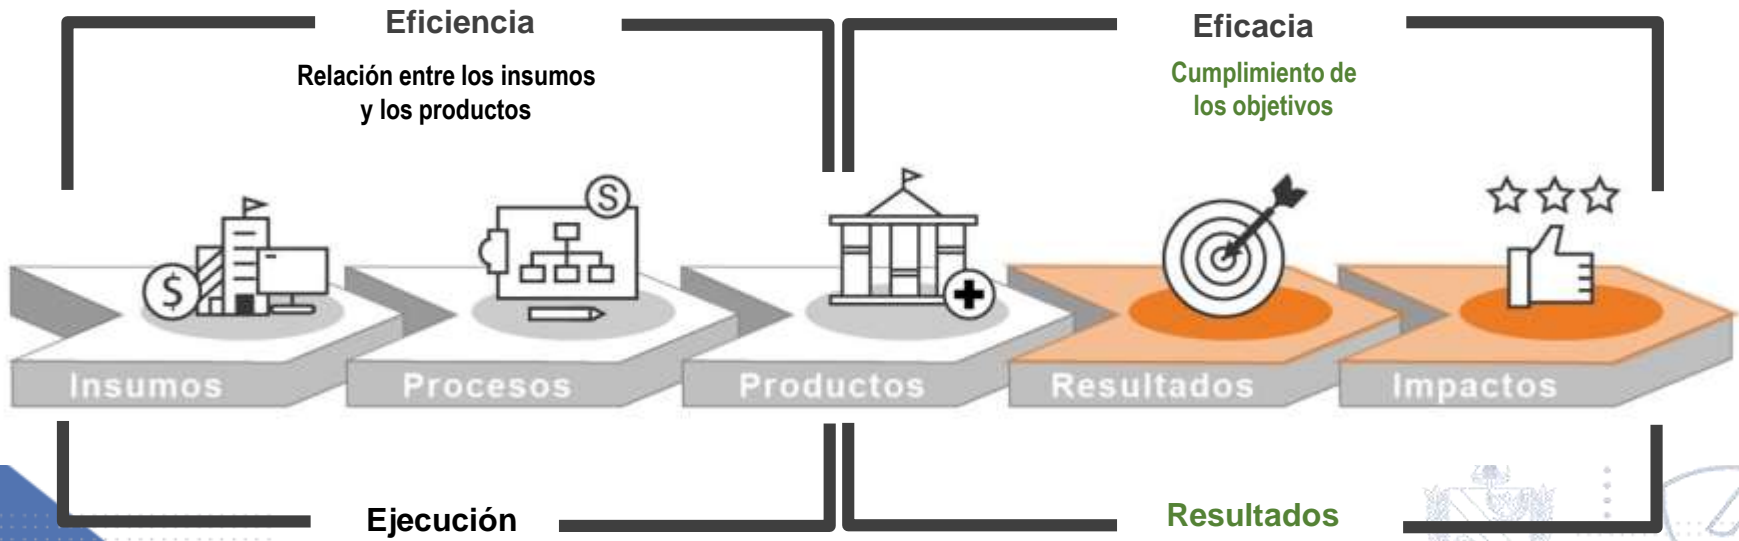 Eficiencia
Relación entre los insumos
y los productos
Eficacia
Cumplimiento de
los objetivos
$
S
Insumos
Procesos
Productos
Resultados
Impactos
Ejecución
Resultados